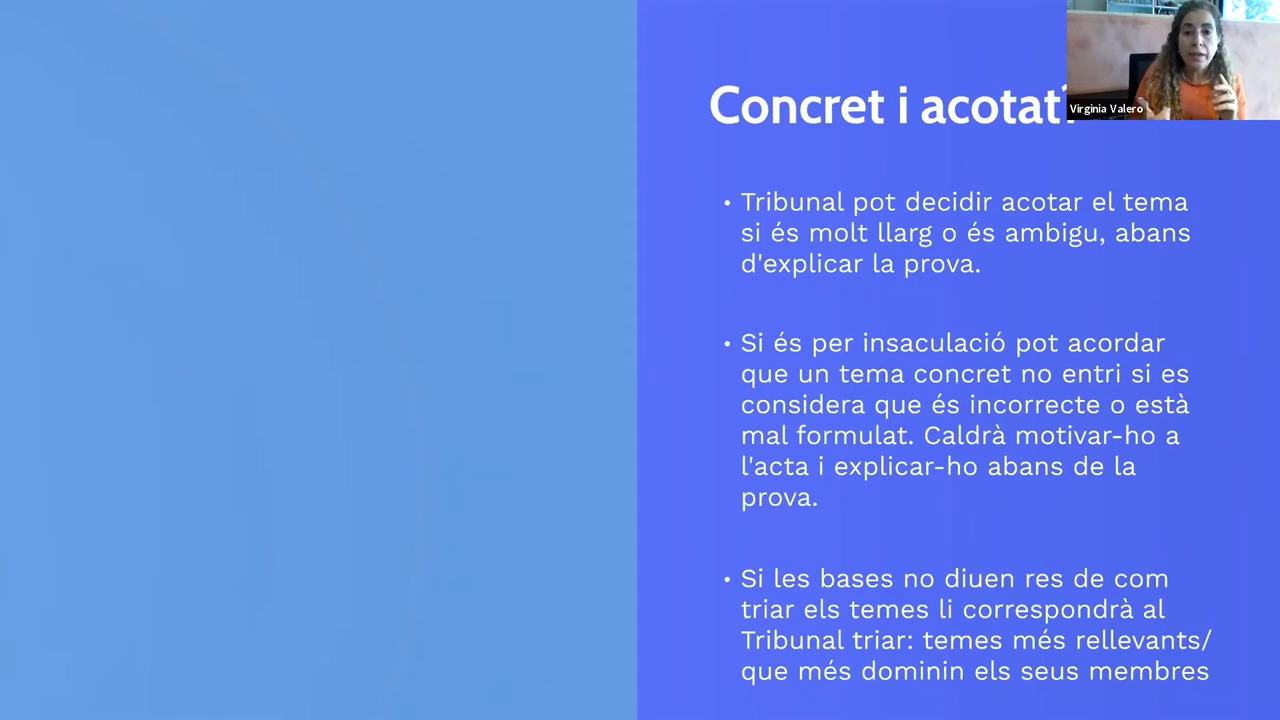 Concret i acotat?
Virginia Valero
• Tribunal pot decidir acotar el tema
si és molt llarg o és ambigu, abans
d'explicar la prova.
• Si és per insaculació pot acordar
que un tema concret no entri si es
considera que és incorrecte o està
mal formulat. Caldrà motivar-ho a
l'acta i explicar-ho abans de la
prova.
• Si les bases no diuen res de com
triar els temes li correspondrà al
Tribunal triar: temes més rellevants/
que més dominin els seus membres